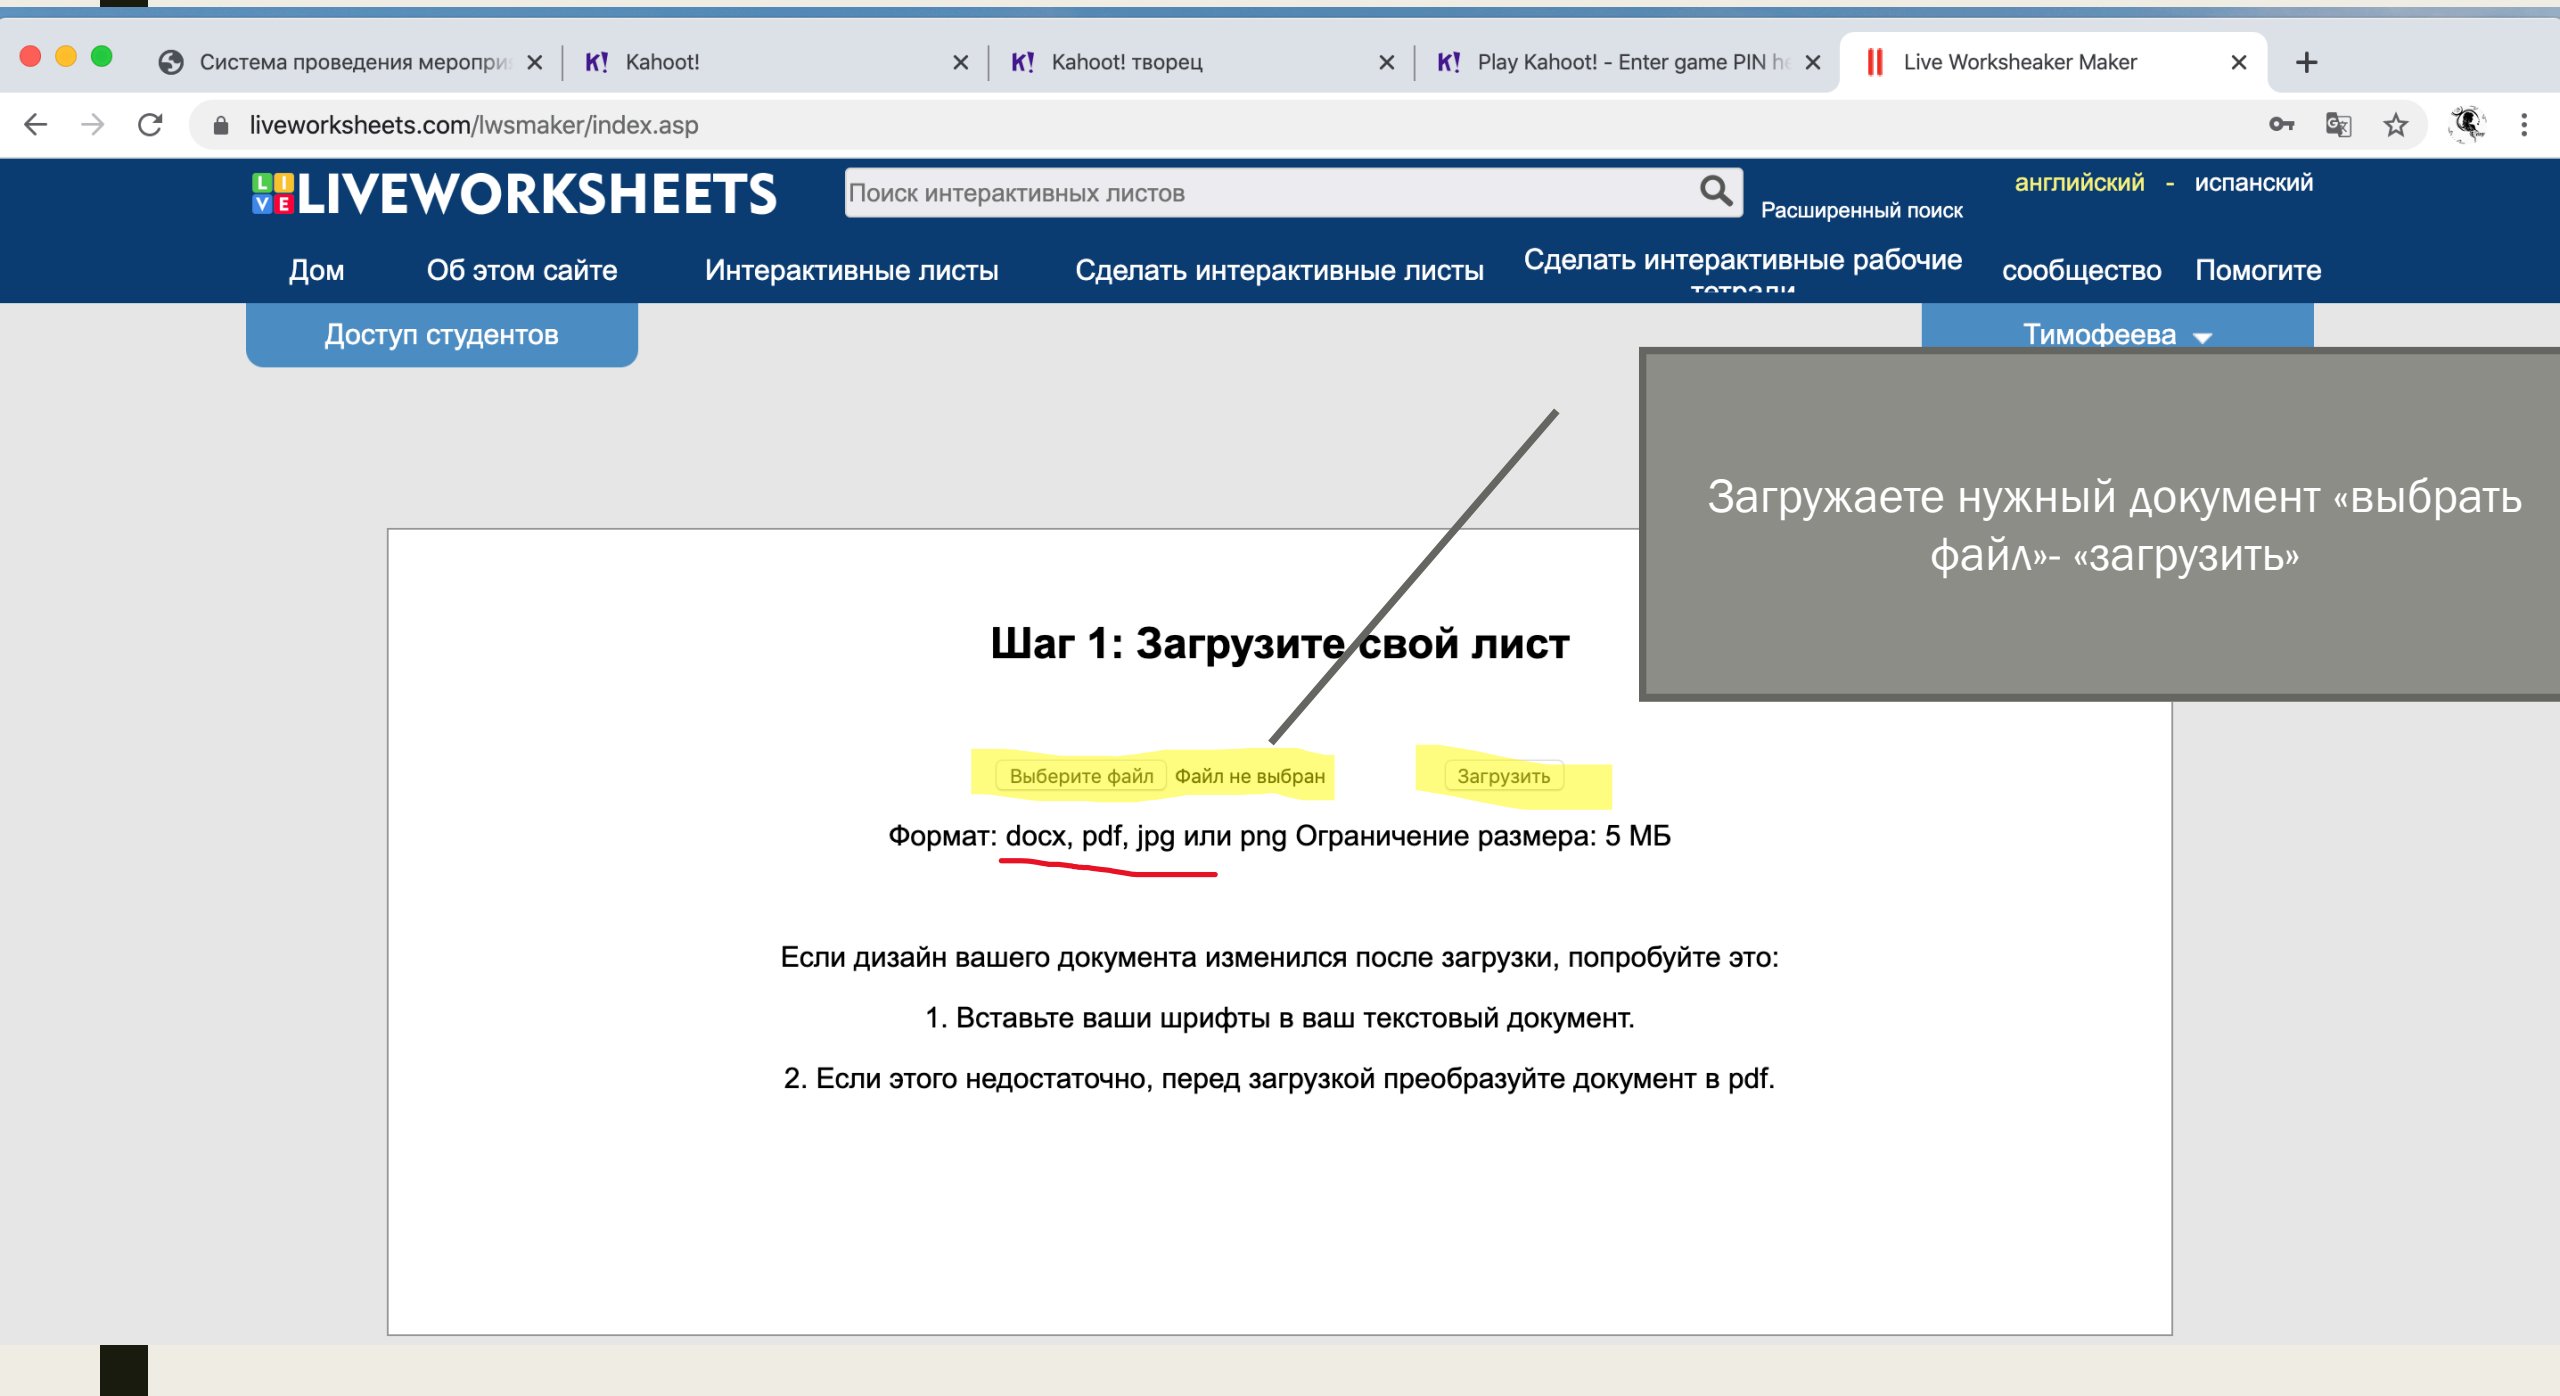 Система проведения меропри
Kahoot!
Kahoot! творец
Play Kahoot! - Enter game PIN he
Live Worksheaker Maker
liveworksheets.com/lwsmaker/index.asp
LIVE
LIVEWORKSHEETS
Поиск интерактивных листов
Расширенный поиск
английский - испанский
Дом
Об этом сайте
Интерактивные листы
Сделать интерактивные листы
Сделать интерактивные рабочие
тетради
сообщество
Помогите
Доступ студентов
Тимофеева
Загружаете нужный документ «выбрать
файл»- «загрузить»
Шаг 1: Загрузите свой лист
Выберите файл Файл не выбран Загрузить
Формат: docx, pdf, jpg или png Ограничение размера: 5 МБ
Если дизайн вашего документа изменился после загрузки, попробуйте это:
1. Вставьте ваши шрифты в ваш текстовый документ.
2. Если этого недостаточно, перед загрузкой преобразуйте документ в pdf.